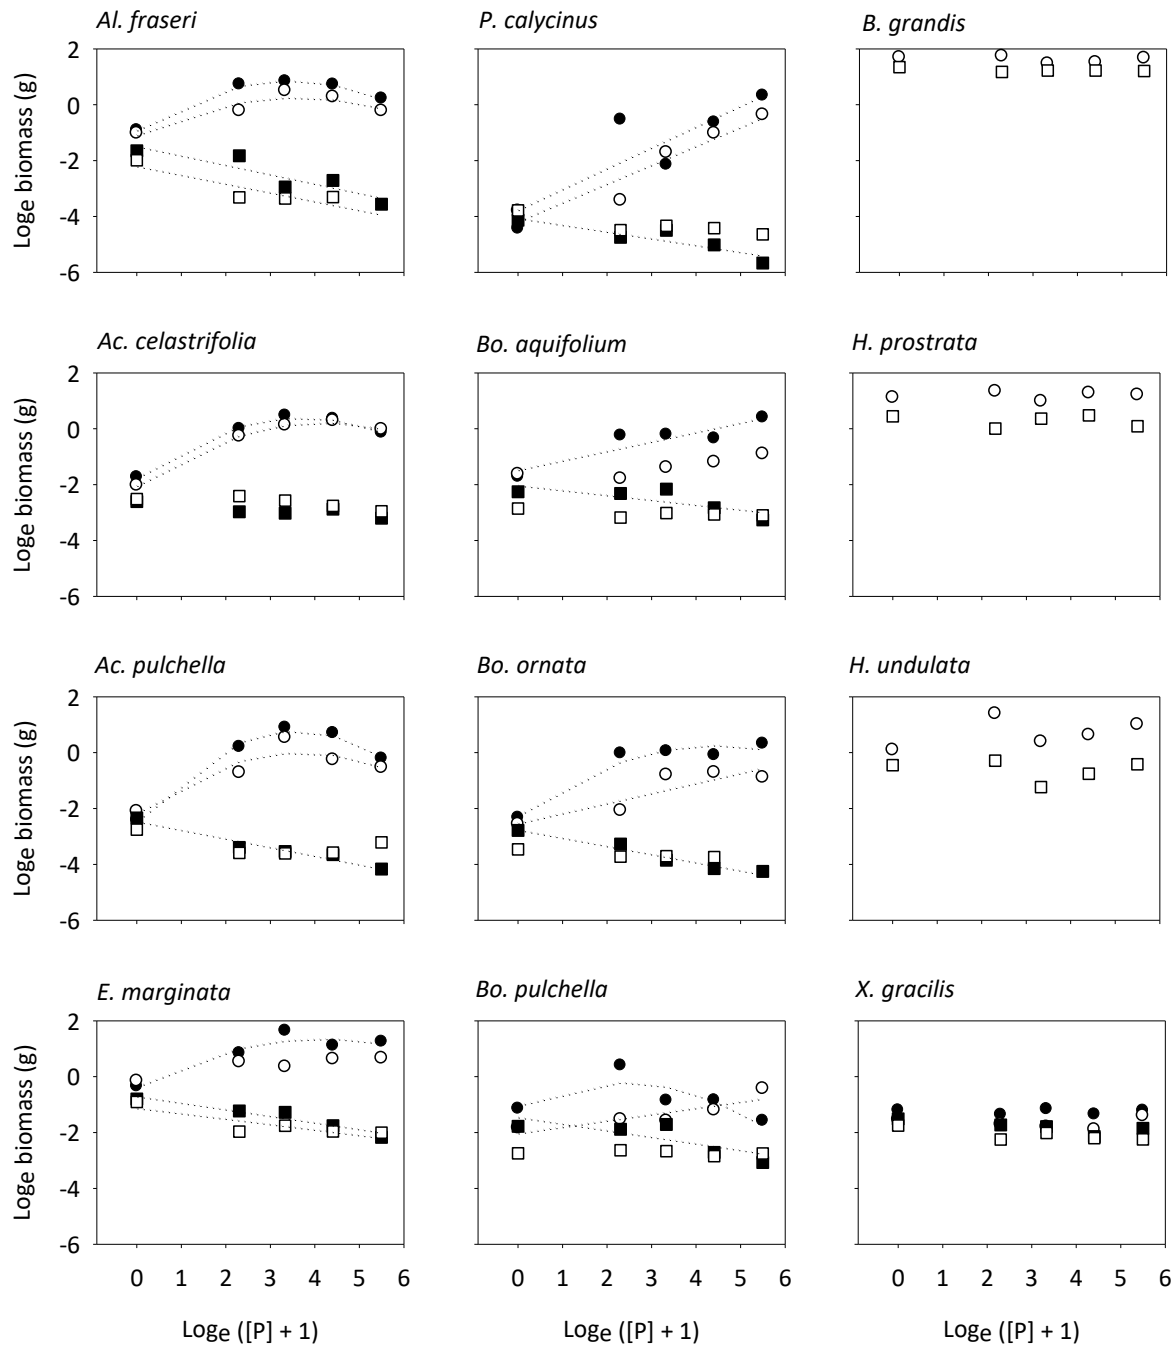 Al. fraseri
P. calycinus
B. grandis
2
0
-2
-4
-6
Loge biomass (g)
Ac. celastrifolia
Bo. aquifolium
H. prostrata
2
0
-2
-4
-6
Loge biomass (g)
Ac. pulchella
Bo. ornata
H. undulata
2
0
-2
-4
-6
Loge biomass (g)
E. marginata
Bo. pulchella
X. gracilis
2
0
-2
-4
-6
Loge biomass (g)
0 1 2 3 4 5 6
0 1 2 3 4 5 6
0 1 2 3 4 5 6
Loge ([P] + 1)
Loge ([P] + 1)
Loge ([P] + 1)